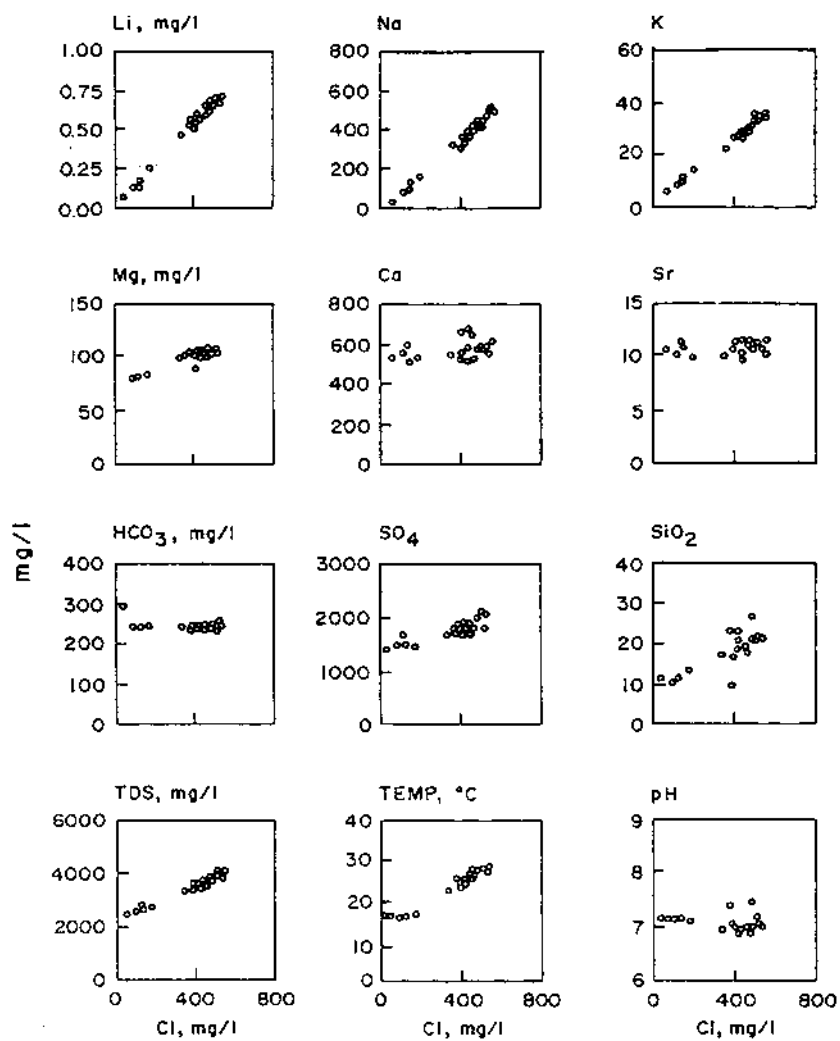 Li, mg/l
Na
K
1.00
0.75
0.50
0.25
0.00
800
600
400
200
0
60
40
20
0
Mg, mg/l
Ca
Sr
150
100
50
0
800
600
400
200
0
15
10
5
0
mg/l
HCO3, mg/l
SO4
SiO2
400
300
200
100
0
3000
2000
1000
0
40
30
20
10
0
TDS, mg/l
TEMP, °C
pH
6000
4000
2000
0
40
30
20
10
0
9
8
7
6
0 400 800
0 400 800
0 400 800
Cl, mg/l
Cl, mg/l
Cl, mg/l